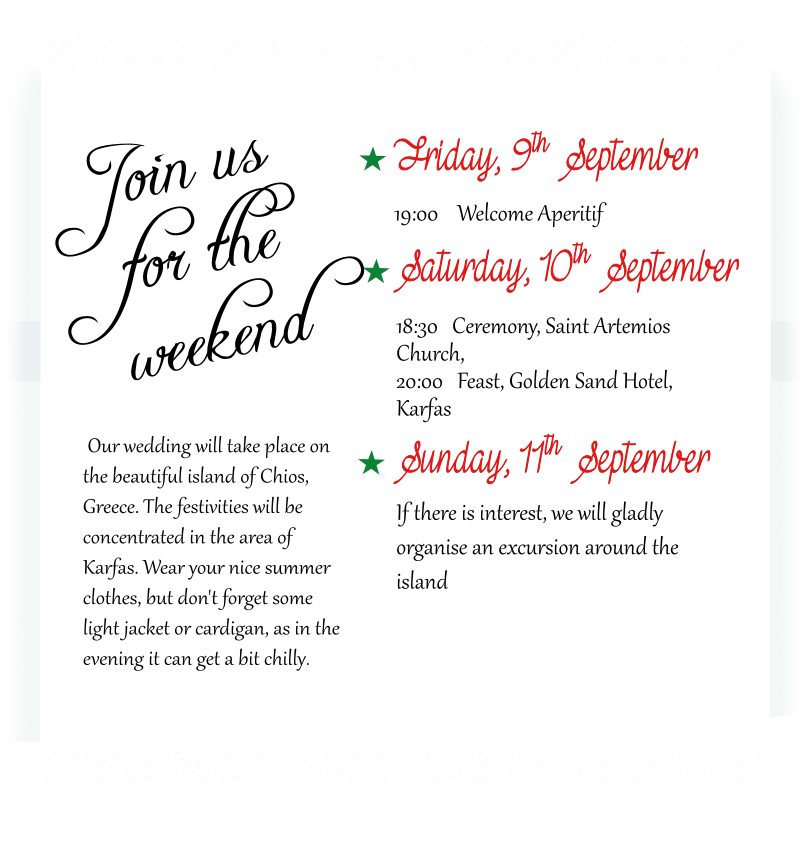 Join us
for the
weekend
Our wedding will take place on
the beautiful island of Chios,
Greece. The festivities will be
concentrated in the area of
Karfas. Wear your nice summer
clothes, but don't forget some
light jacket or cardigan, as in the
evening it can get a bit chilly.
Friday, 9th September
19:00 Welcome Aperitif
Saturday, 10th September
18:30 Ceremony, Saint Artemios
Church,
20:00 Feast, Golden Sand Hotel,
Karfas
Sunday, 11th September
If there is interest, we will gladly
organise an excursion around the
island